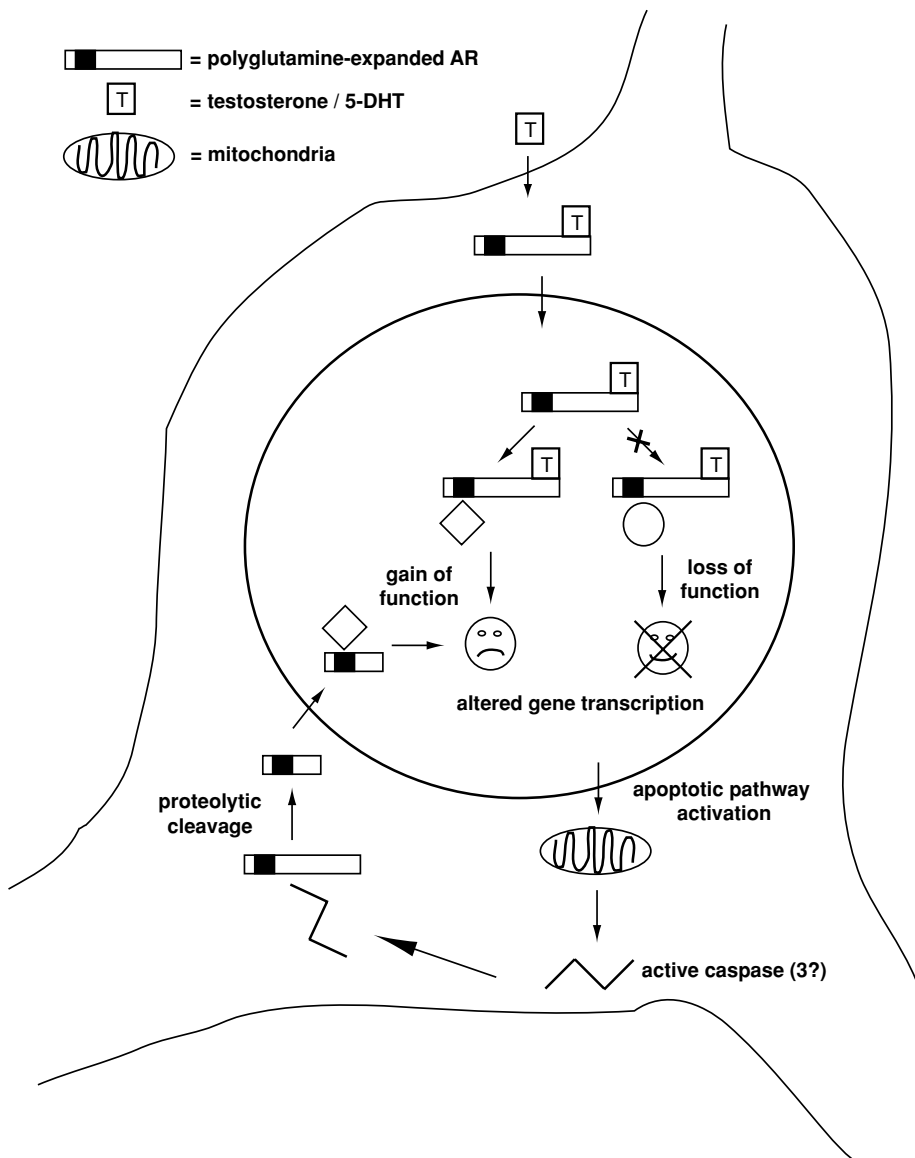 = polyglutamine-expanded AR
T
= testosterone / 5-DHT
= mitochondria
T
T
T
T
T
gain of
function
loss of
function
altered gene transcription
proteolytic
cleavage
apoptotic pathway
activation
active caspase (3?)